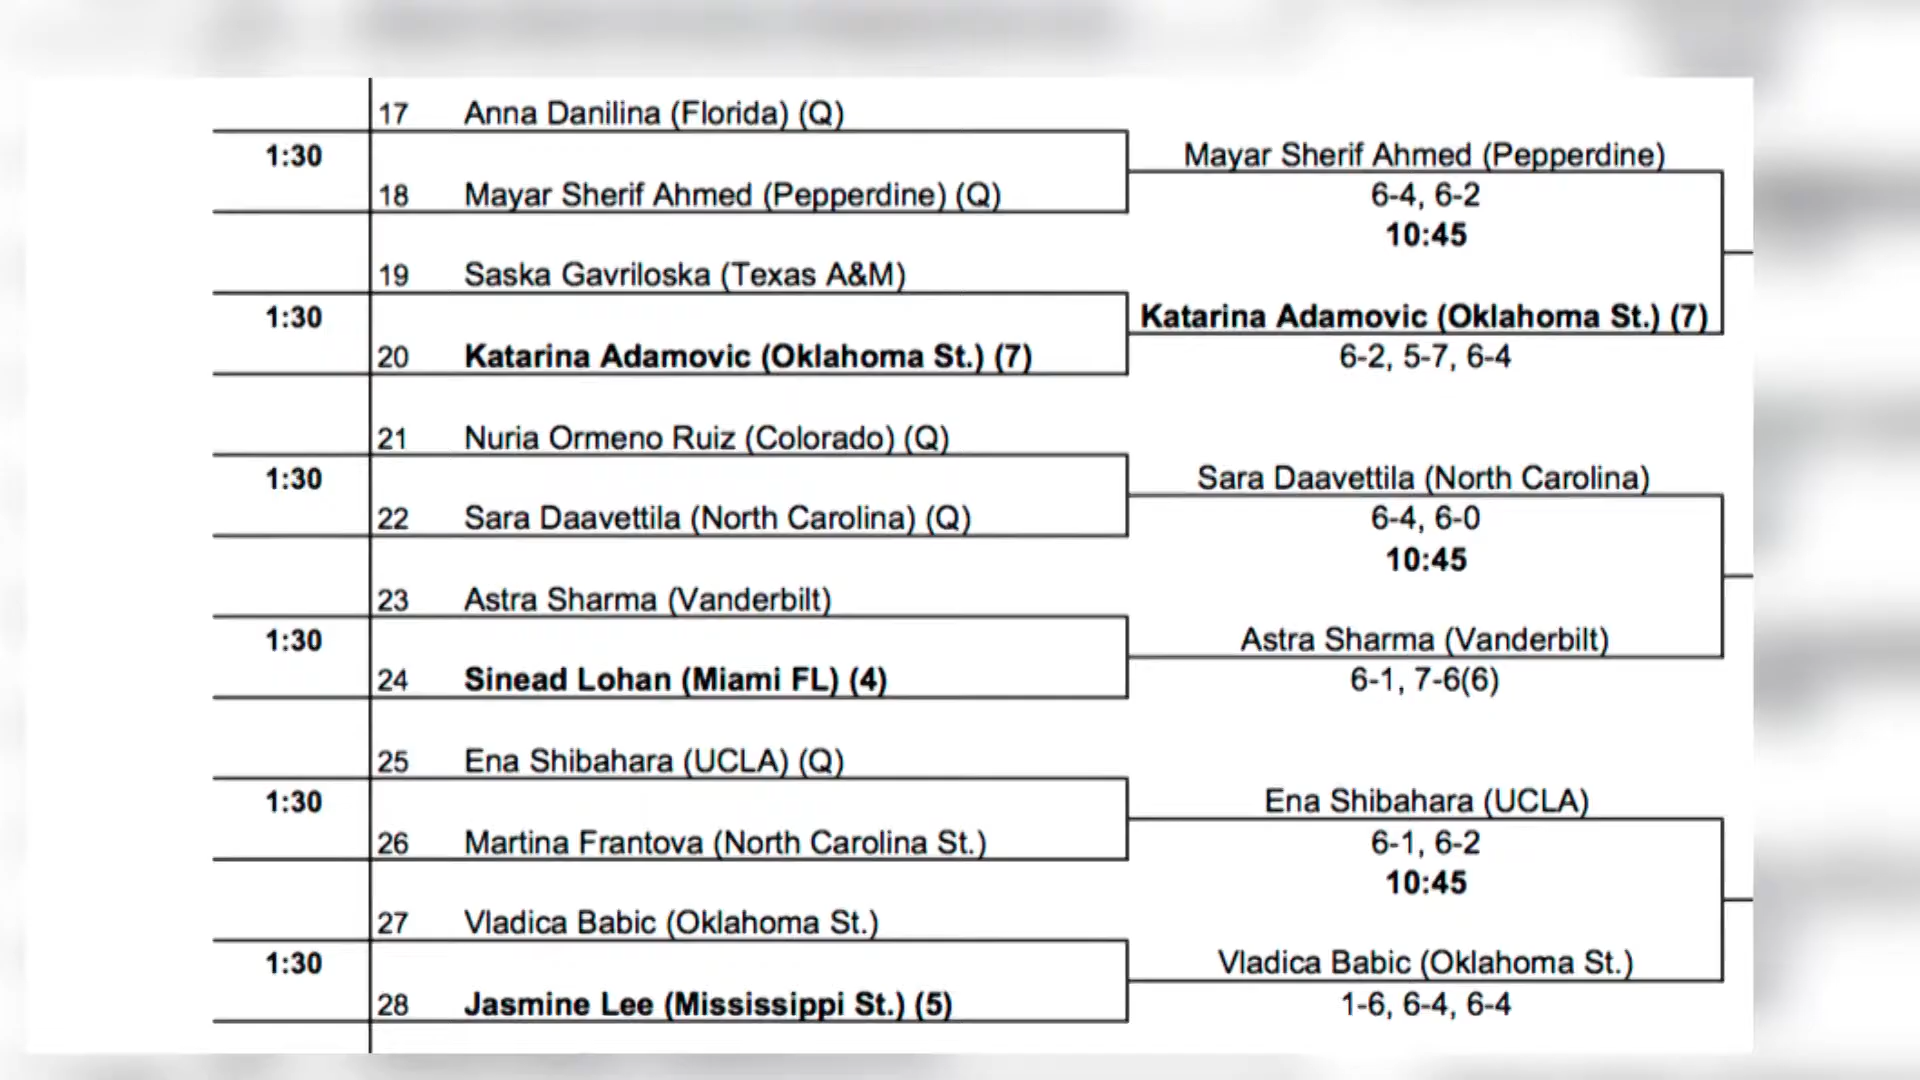 17 Anna Danilina (Florida) (Q)
1:30
Mayar Sherif Ahmed (Pepperdine)
18 Mayar Sherif Ahmed (Pepperdine) (Q)
6-4, 6-2
10:45
19 Saska Gavriloska (Texas A&M)
1:30
Katarina Adamovic (Oklahoma St.) (7)
20 Katarina Adamovic (Oklahoma St.) (7)
6-2, 5-7, 6-4
21 Nuria Ormeno Ruiz (Colorado) (Q)
1:30
Sara Daavettila (North Carolina)
22 Sara Daavettila (North Carolina) (Q)
6-4, 6-0
10:45
23 Astra Sharma (Vanderbilt)
1:30
Astra Sharma (Vanderbilt)
24 Sinead Lohan (Miami FL) (4)
6-1, 7-6(6)
25 Ena Shibahara (UCLA) (Q)
1:30
Ena Shibahara (UCLA)
26 Martina Frantova (North Carolina St.)
6-1, 6-2
10:45
27 Vladica Babic (Oklahoma St.)
1:30
Vladica Babic (Oklahoma St.)
28 Jasmine Lee (Mississippi St.) (5)
1-6, 6-4, 6-4